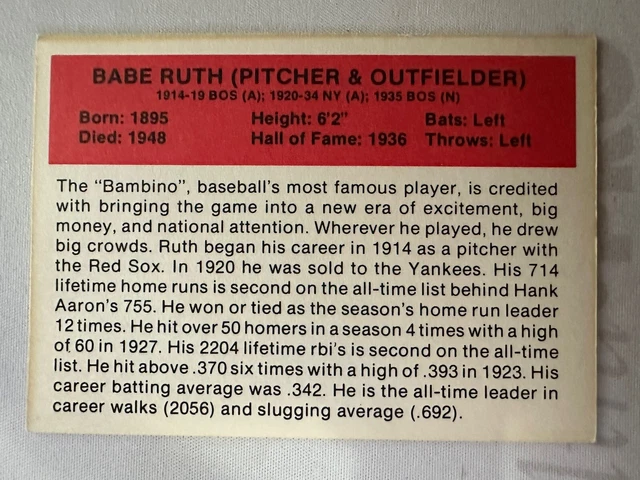 BABE RUTH (PITCHER & OUTFIELDER)
1914-19 BOS (A); 1920-34 NY (A); 1935 BOS (N)
Born: 1895 Height: 6'2" Bats: Left
Died: 1948 Hall of Fame: 1936 Throws: Left
The "Bambino", baseball's most famous player, is credited
with bringing the game into a new era of excitement, big
money, and national attention. Wherever he played, he drew
big crowds. Ruth began his career in 1914 as a pitcher with
the Red Sox. In 1920 he was sold to the Yankees. His 714
lifetime home runs is second on the all-time list behind Hank
Aaron's 755. He won or tied as the season's home run leader
12 times. He hit over 50 homers in a season 4 times with a high
of 60 in 1927. His 2204 lifetime rbi's is second on the all-time
list. He hit above .370 six times with a high of .393 in 1923. His
career batting average was .342. He is the all-time leader in
career walks (2056) and slugging average (.692).